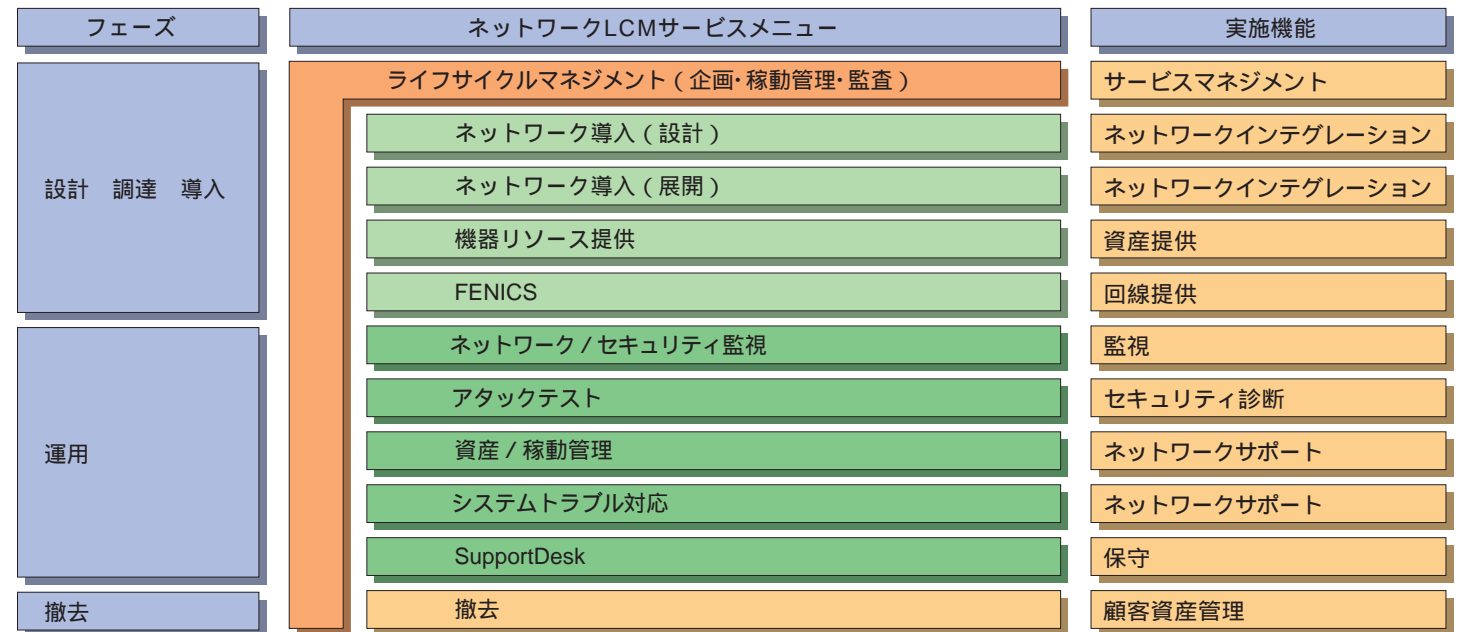 フェーズ
ネットワークLCMサービスメニュー
実施機能
ライフサイクルマネジメント(企画・稼動管理・監査)
サービスマネジメント
設計 調達 導入
ネットワーク導入(設計)
ネットワークインテグレーション
ネットワーク導入(展開)
ネットワークインテグレーション
機器リソース提供
資産提供
FENICS
回線提供
運用
ネットワーク/セキュリティ監視
監視
アタックテスト
セキュリティ診断
資産/稼動管理
ネットワークサポート
システムトラブル対応
ネットワークサポート
SupportDesk
保守
撤去
撤去
顧客資産管理